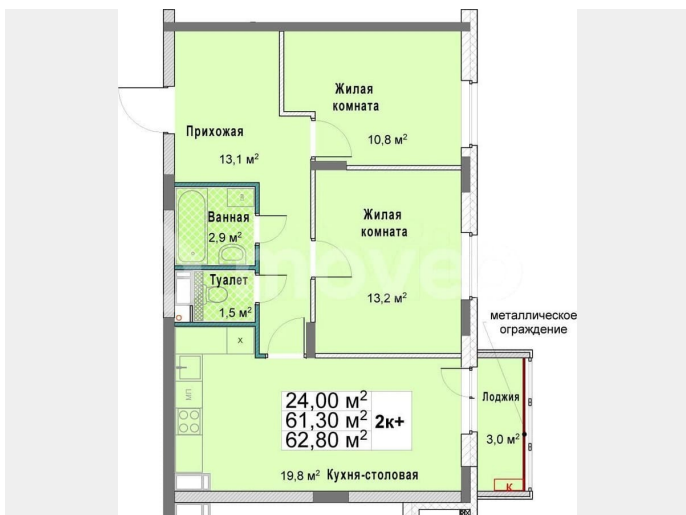 Жилая
комната
10,8 м²
Прихожая
13,1 м²
Ванная
2,9 м²
Жилая
комната
13,2 м²
Туалет
1,5 м²
металлическое
ограждение
х
МП
24,00 м²
61,30 м²
62,80 м²
2к+
Лоджия
3,0 м²
19,8 м² Кухня-столовая
К
move